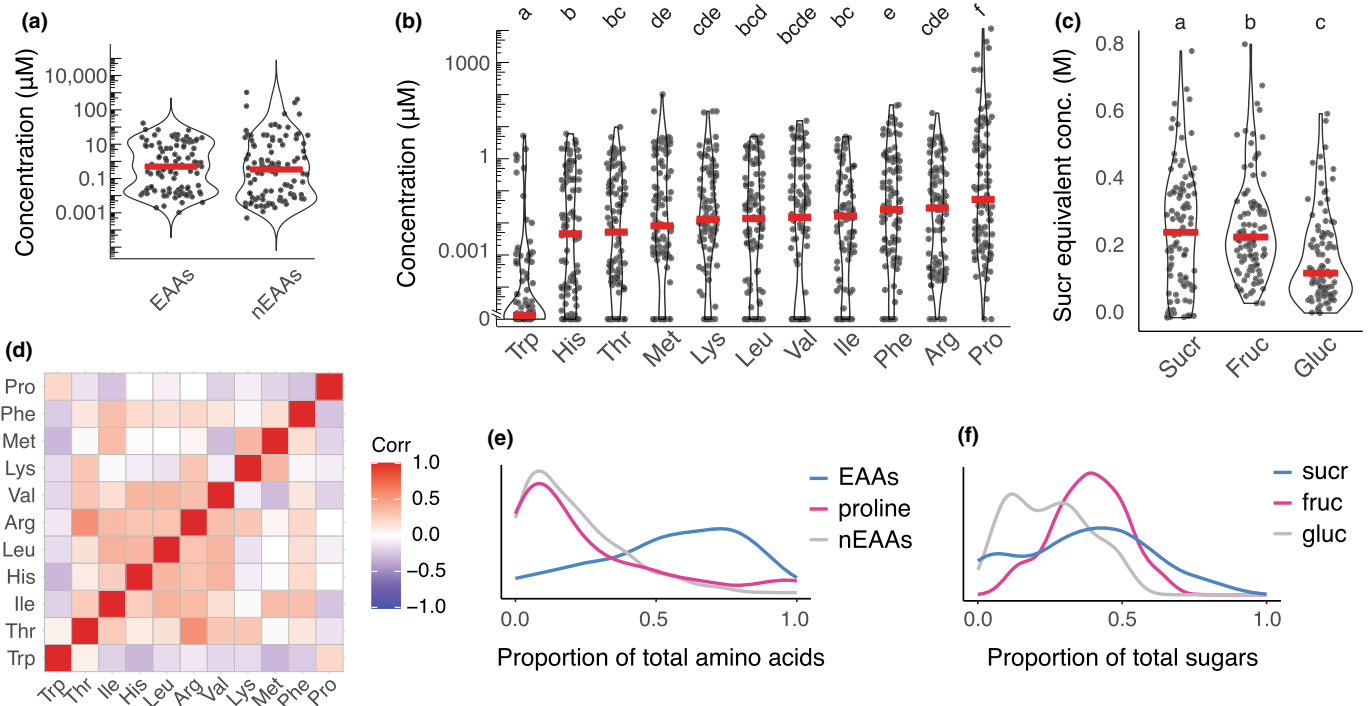 (a)
Concentration (µM)
10,000
100
10
0.1
0.001
EAAs
nEAAs
(b)
a b bc de cde bcd bcde bc e cde f
Concentration (µM)
1000
1
0.001
0
Trp His Thr Met Lys Leu Val Ile Phe Arg Pro
(c)
a b c
Sucr equivalent conc. (M)
0.8
0.6
0.4
0.2
0.0
Sucr Fruc Gluc
(d)
Pro
Phe
Met
Lys
Val
Arg
Leu
His
Ile
Thr
Trp
Trp Thr Ile His Leu Arg Val Lys Met Phe Pro
Corr
1.0
0.5
0.0
−0.5
−1.0
(e)
EAAs
proline
nEAAs
0.0 0.5 1.0
Proportion of total amino acids
(f)
sucr
fruc
gluc
0.0 0.5 1.0
Proportion of total sugars